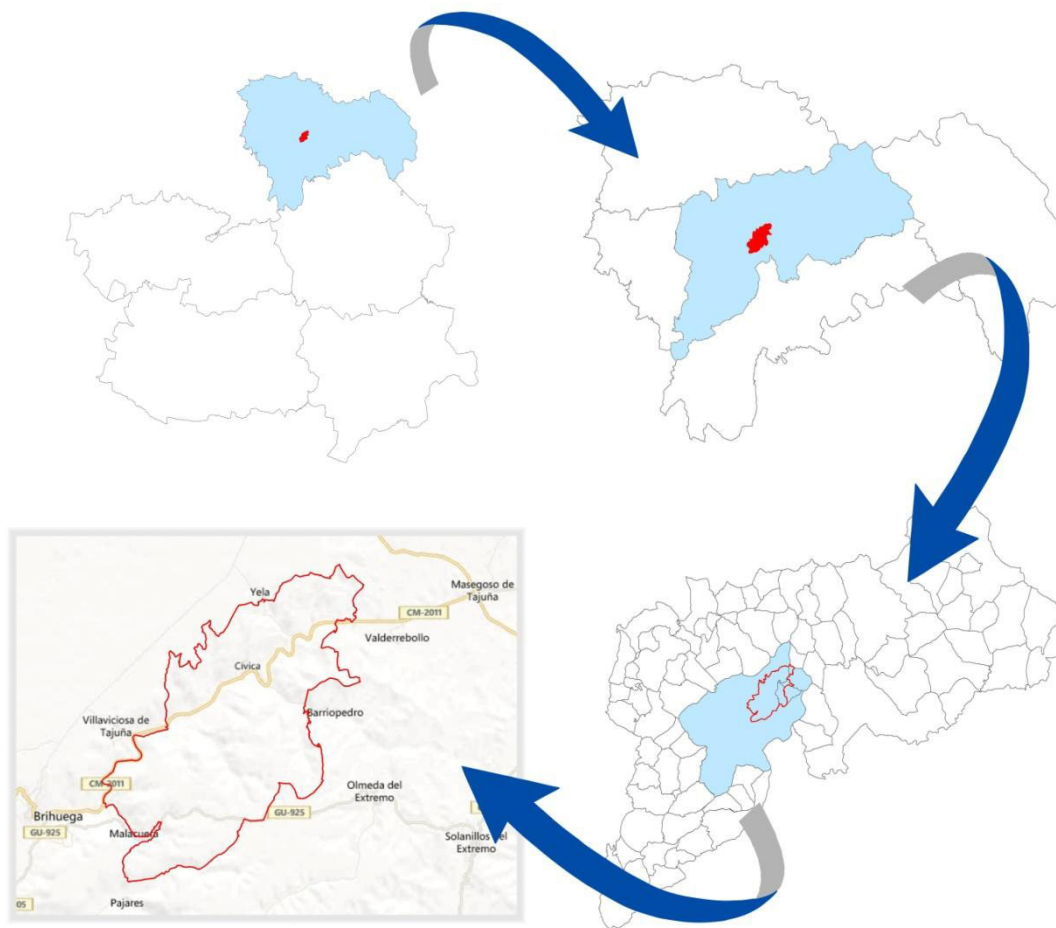 Yela
Masegoso de
Tajuña
CM-2011
Valderrebollo
Cívica
Barriopedro
Villaviciosa de
Tajuña
CM-2011
Olmeda del
Extremo
Brihuega
GU-925
GU-925
Malacuera
Solanillos del
Extremo
Pajares
05